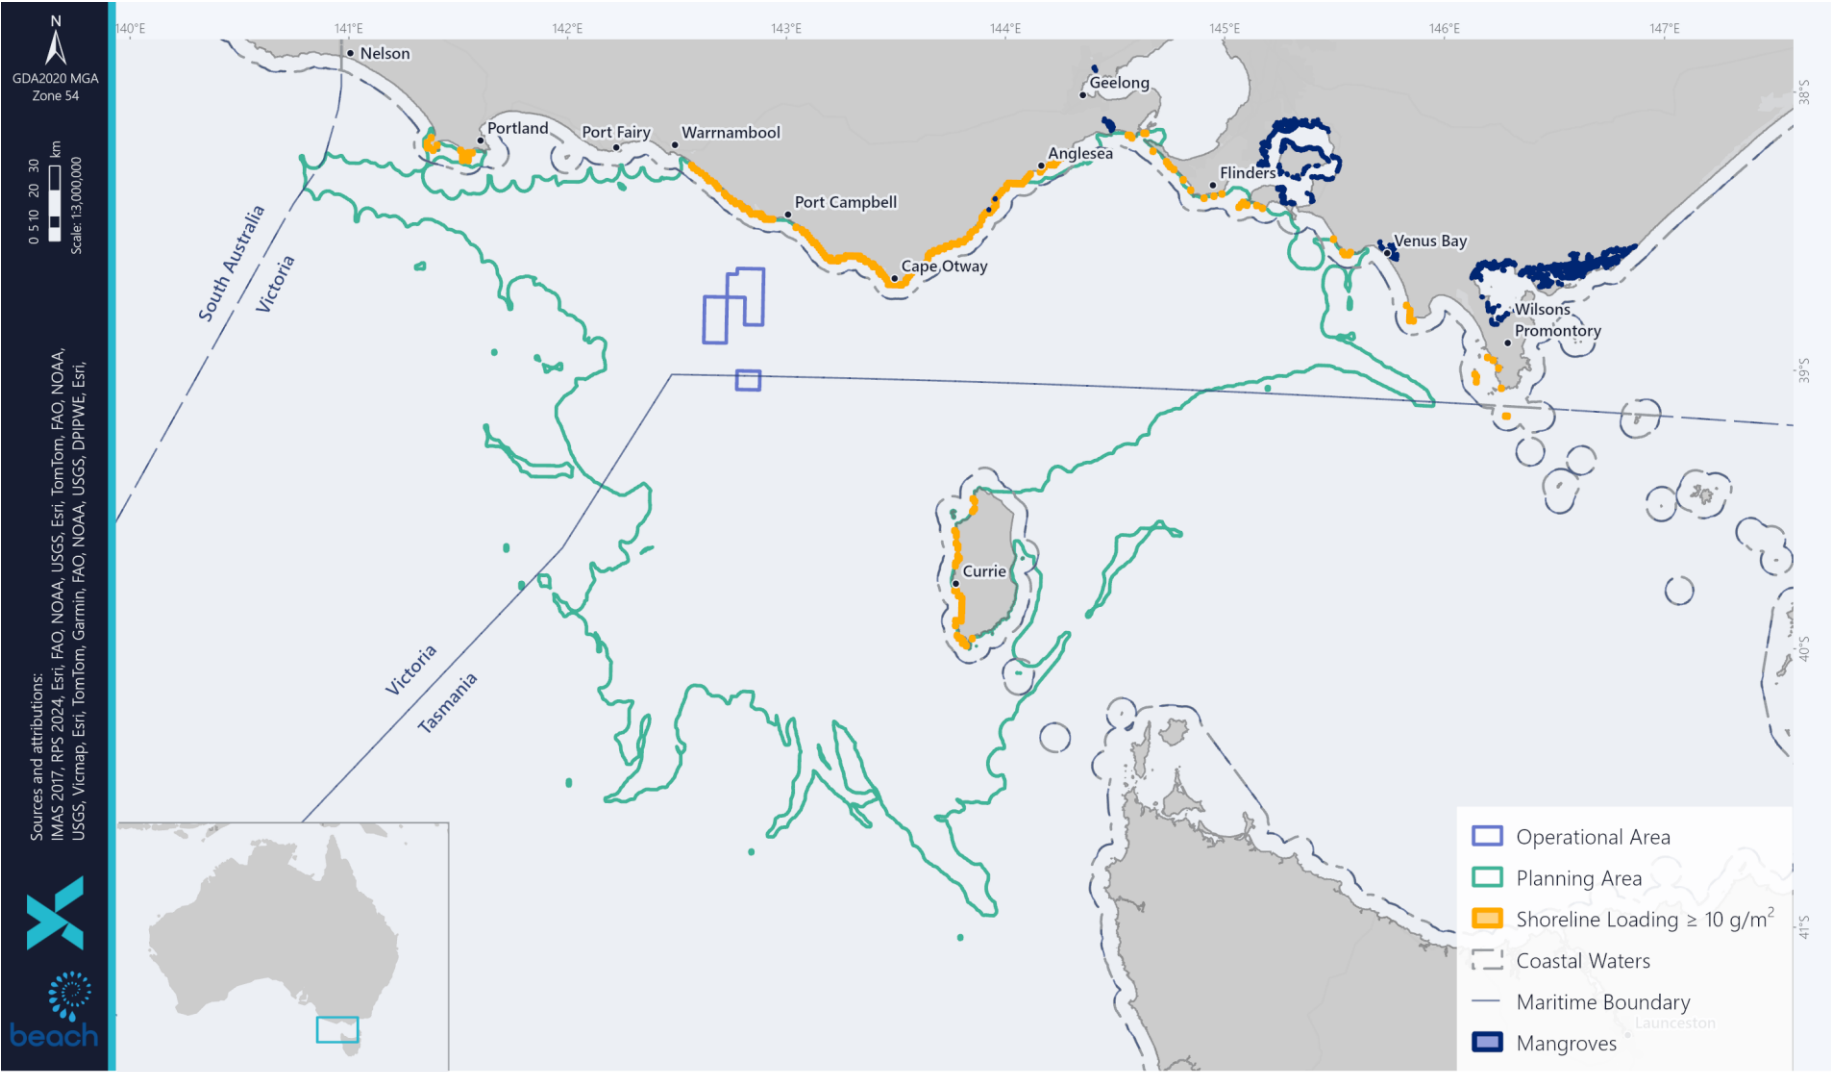 N
GDA2020 MGA
Zone 54
0 5 10 20 30 km
Scale: 1:3,000,000
Sources and attributions:
IMAS 2017, RPS 2024, Esri, FAO, NOAA, USGS, Esri, TomTom, FAO, NOAA,
USGS, Vicmap, Esri, TomTom, Garmin, FAO, NOAA, USGS, DPIPWE, Esri,
beach
140°E
141°E
142°E
143°E
144°E
145°E
146°E
147°E
38°S
39°S
40°S
41°S
Nelson
Portland
Port Fairy
Warrnambool
Geelong
Anglesea
Flinders
Port Campbell
Cape Otway
Venus Bay
Wilsons
Promontory
South Australia
Victoria
Currie
Victoria
Tasmania
Operational Area
Planning Area
Shoreline Loading ≥ 10 g/m²
Coastal Waters
Maritime Boundary
Launceston
Mangroves